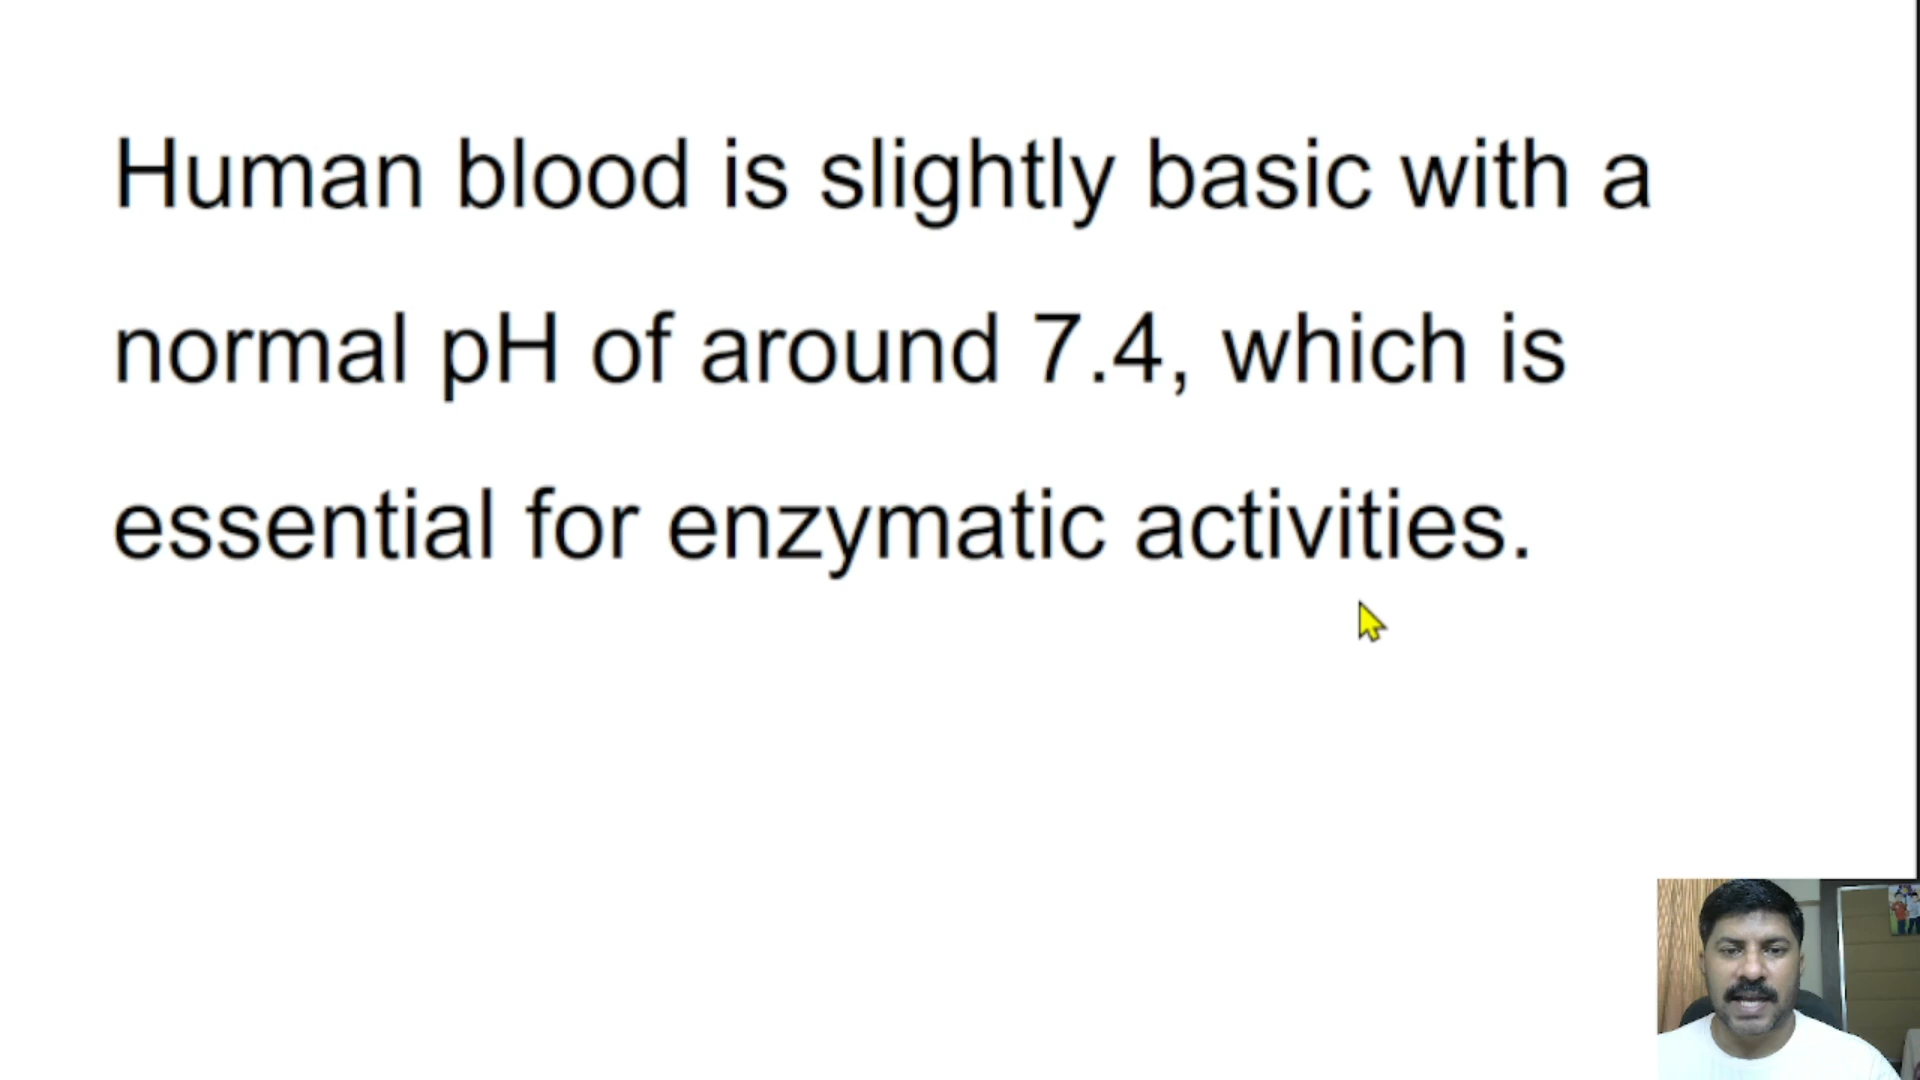 Human blood is slightly basic with a
normal pH of around 7.4, which is
essential for enzymatic activities.